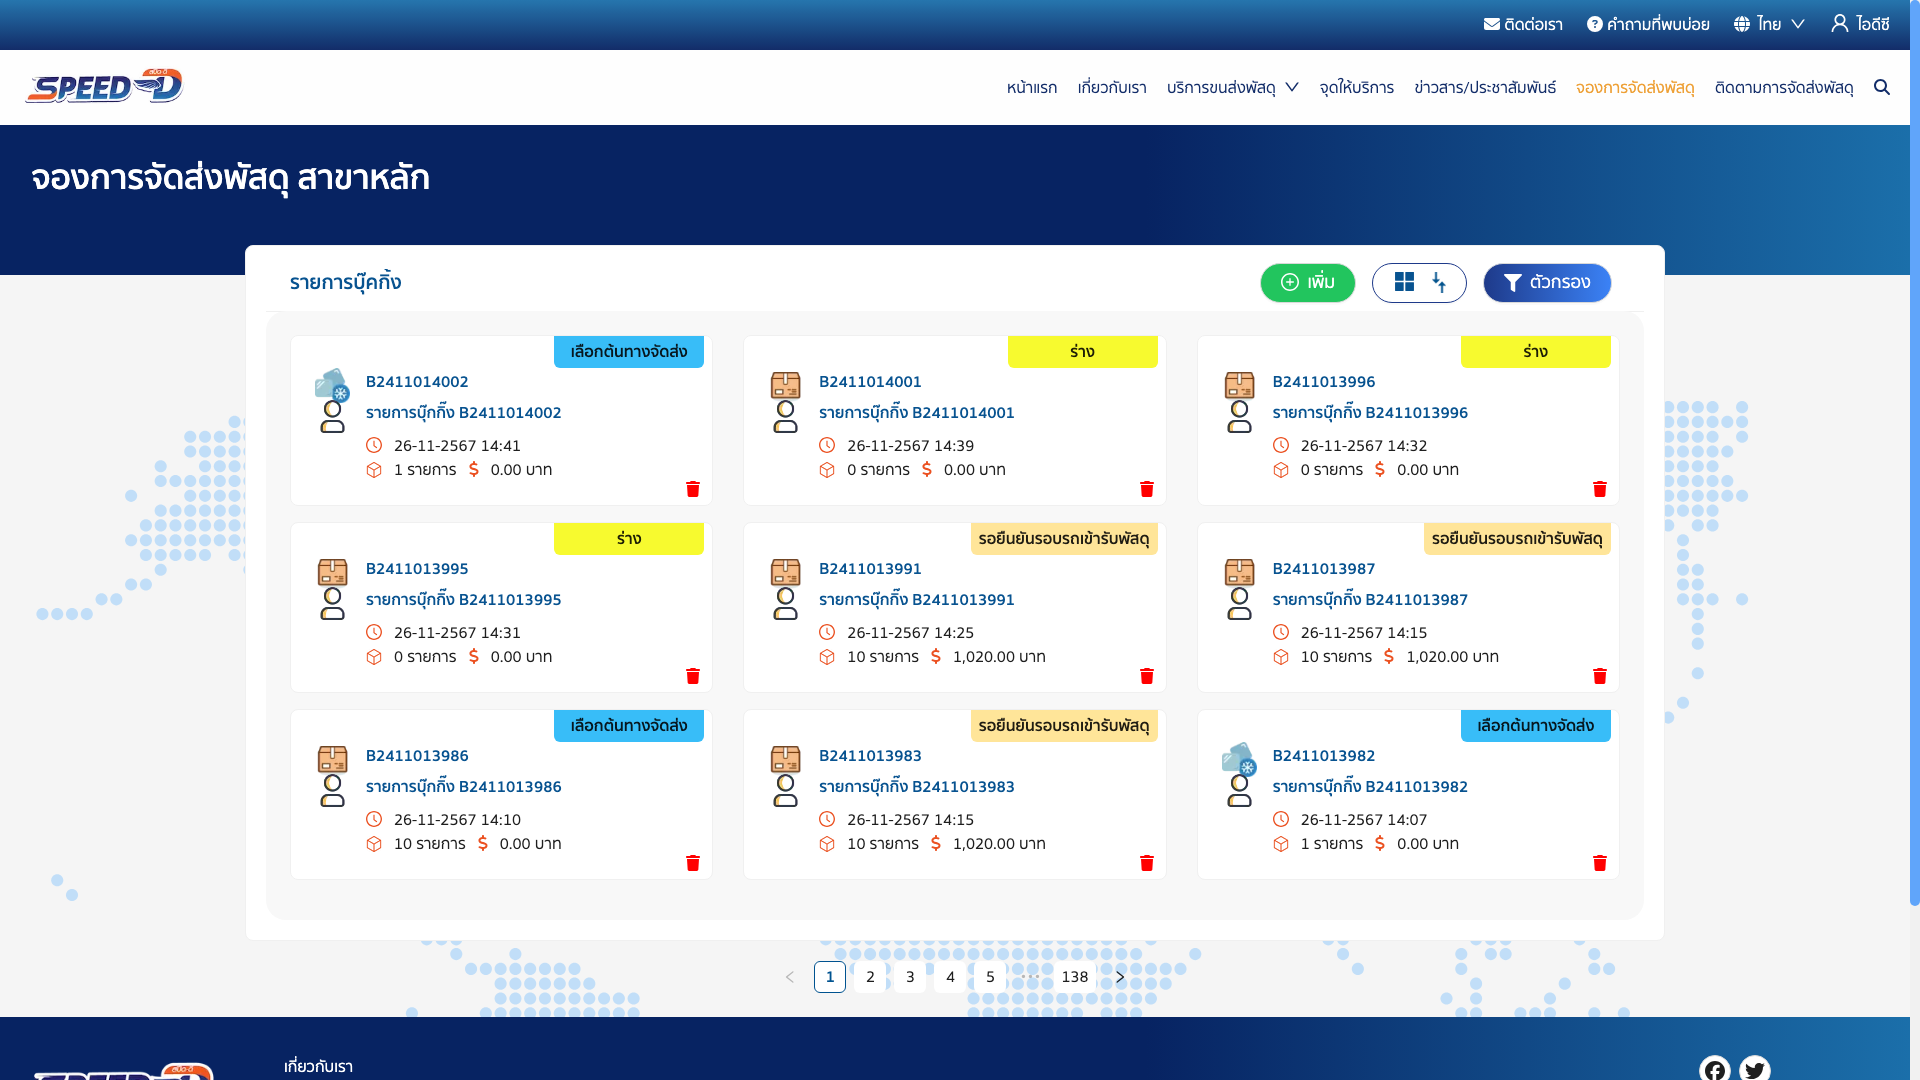 ติดต่อเรา คำถามที่พบบ่อย ไทย ไอดีซี
สปีด-ดี
SPEED-D
หน้าแรก เกี่ยวกับเรา บริการขนส่งพัสดุ จุดให้บริการ ข่าวสาร/ประชาสัมพันธ์ จองการจัดส่งพัสดุ ติดตามการจัดส่งพัสดุ
จองการจัดส่งพัสดุ สาขาหลัก
รายการบุ๊คกิ้ง
เพิ่ม
ตัวกรอง
เลือกต้นทางจัดส่ง
B2411014002
รายการบุ๊กกิ๊ง B2411014002
26-11-2567 14:41
1 รายการ $ 0.00 บาท
ร่าง
B2411014001
รายการบุ๊กกิ๊ง B2411014001
26-11-2567 14:39
0 รายการ $ 0.00 บาท
ร่าง
B2411013996
รายการบุ๊กกิ๊ง B2411013996
26-11-2567 14:32
0 รายการ $ 0.00 บาท
ร่าง
B2411013995
รายการบุ๊กกิ๊ง B2411013995
26-11-2567 14:31
0 รายการ $ 0.00 บาท
รอยืนยันรอบรถเข้ารับพัสดุ
B2411013991
รายการบุ๊กกิ๊ง B2411013991
26-11-2567 14:25
10 รายการ $ 1,020.00 บาท
รอยืนยันรอบรถเข้ารับพัสดุ
B2411013987
รายการบุ๊กกิ๊ง B2411013987
26-11-2567 14:15
10 รายการ $ 1,020.00 บาท
เลือกต้นทางจัดส่ง
B2411013986
รายการบุ๊กกิ๊ง B2411013986
26-11-2567 14:10
10 รายการ $ 0.00 บาท
รอยืนยันรอบรถเข้ารับพัสดุ
B2411013983
รายการบุ๊กกิ๊ง B2411013983
26-11-2567 14:15
10 รายการ $ 1,020.00 บาท
เลือกต้นทางจัดส่ง
B2411013982
รายการบุ๊กกิ๊ง B2411013982
26-11-2567 14:07
1 รายการ $ 0.00 บาท
1 2 3 4 5 ••• 138
สปีด-ดี
SPEED-D
เกี่ยวกับเรา